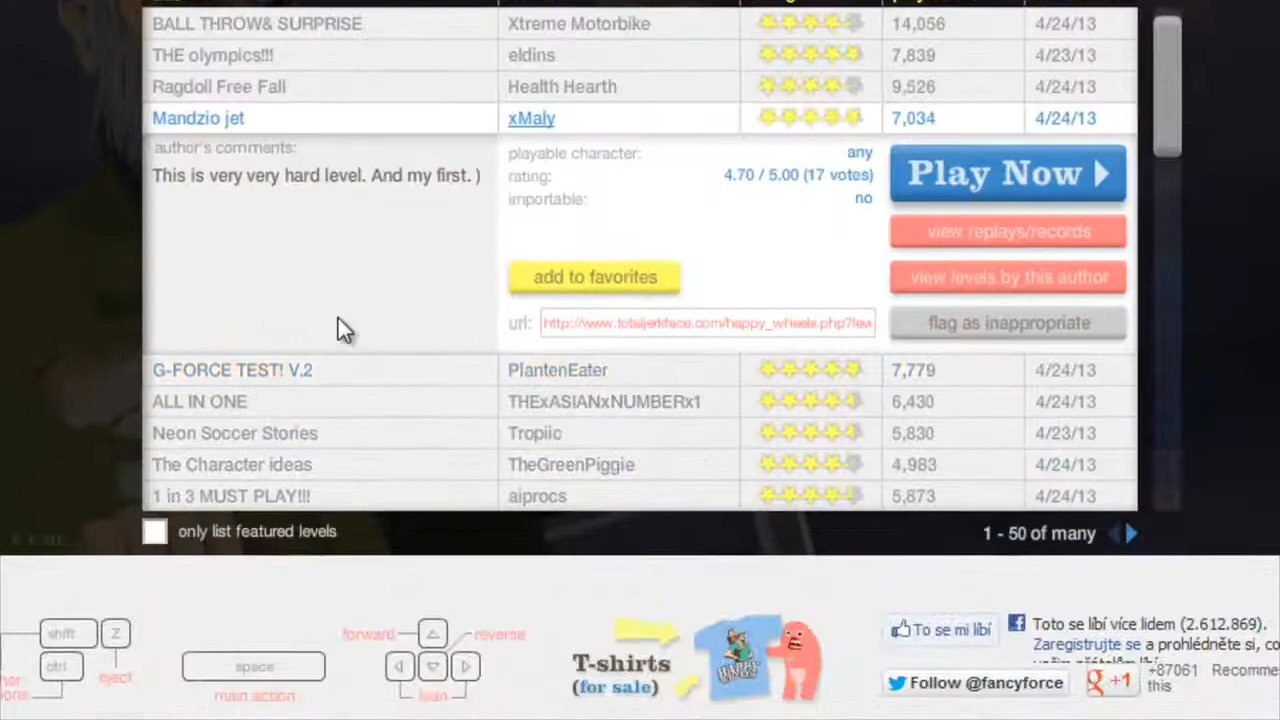 BALL THROW& SURPRISE Xtreme Motorbike 14,056 4/24/13
THE olympics!!! eldins 7,839 4/23/13
Ragdoll Free Fall Health Hearth 9,526 4/24/13
Mandzio jet xMaly 7,034 4/24/13
author's comments:
This is very very hard level. And my first. )
playable character: any
rating: 4.70 / 5.00 (17 votes)
importable: no
add to favorites
url: http://www.totaljerkface.com/happy_wheels.php?lev
Play Now
view replays/records
view levels by this author
flag as inappropriate
G-FORCE TEST! V.2 PlantenEater 7,779 4/24/13
ALL IN ONE THExASIANxNUMBERx1 6,430 4/24/13
Neon Soccer Stories Tropiic 5,830 4/23/13
The Character ideas TheGreenPiggie 4,983 4/24/13
1 in 3 MUST PLAY!!! aiprocs 5,873 4/24/13
only list featured levels 1 - 50 of many
shift Z
ctrl
eject
space
main action
forward reverse
lean
T-shirts
(for sale)
HAPPY WHEELS
To se mi líbí
Toto se líbí více lidem (2.612.869).
Zaregistrujte se a prohlédněte si, co
Follow @fancyforce
+1
+87061 Recomme
this